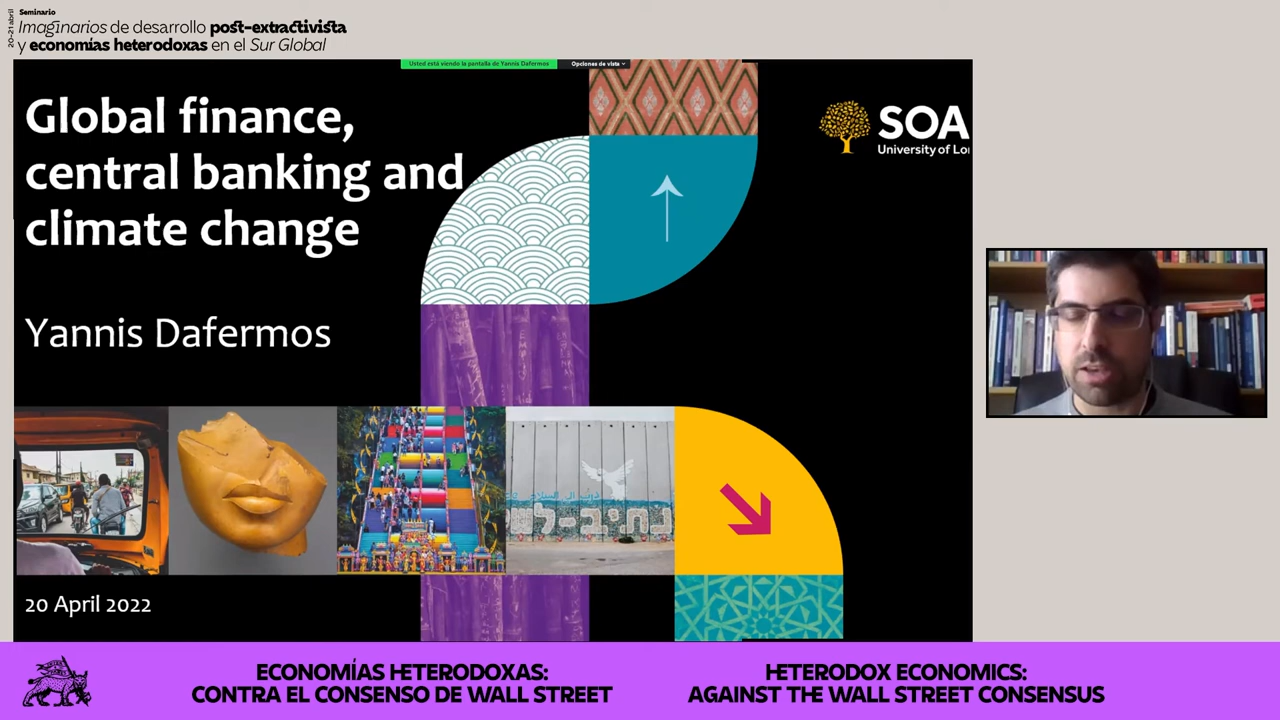 20-21 abril
Seminario
Imaginarios de desarrollo post-extractivista
y economías heterodoxas en el Sur Global
Usted está viendo la pantalla de Yannis Dafermos
Opciones de vista
Global finance,
central banking and
climate change
SOA
University of Lo
Yannis Dafermos
20 April 2022
ECONOMÍAS HETERODOXAS:
CONTRA EL CONSENSO DE WALL STREET
HETERODOX ECONOMICS:
AGAINST THE WALL STREET CONSENSUS